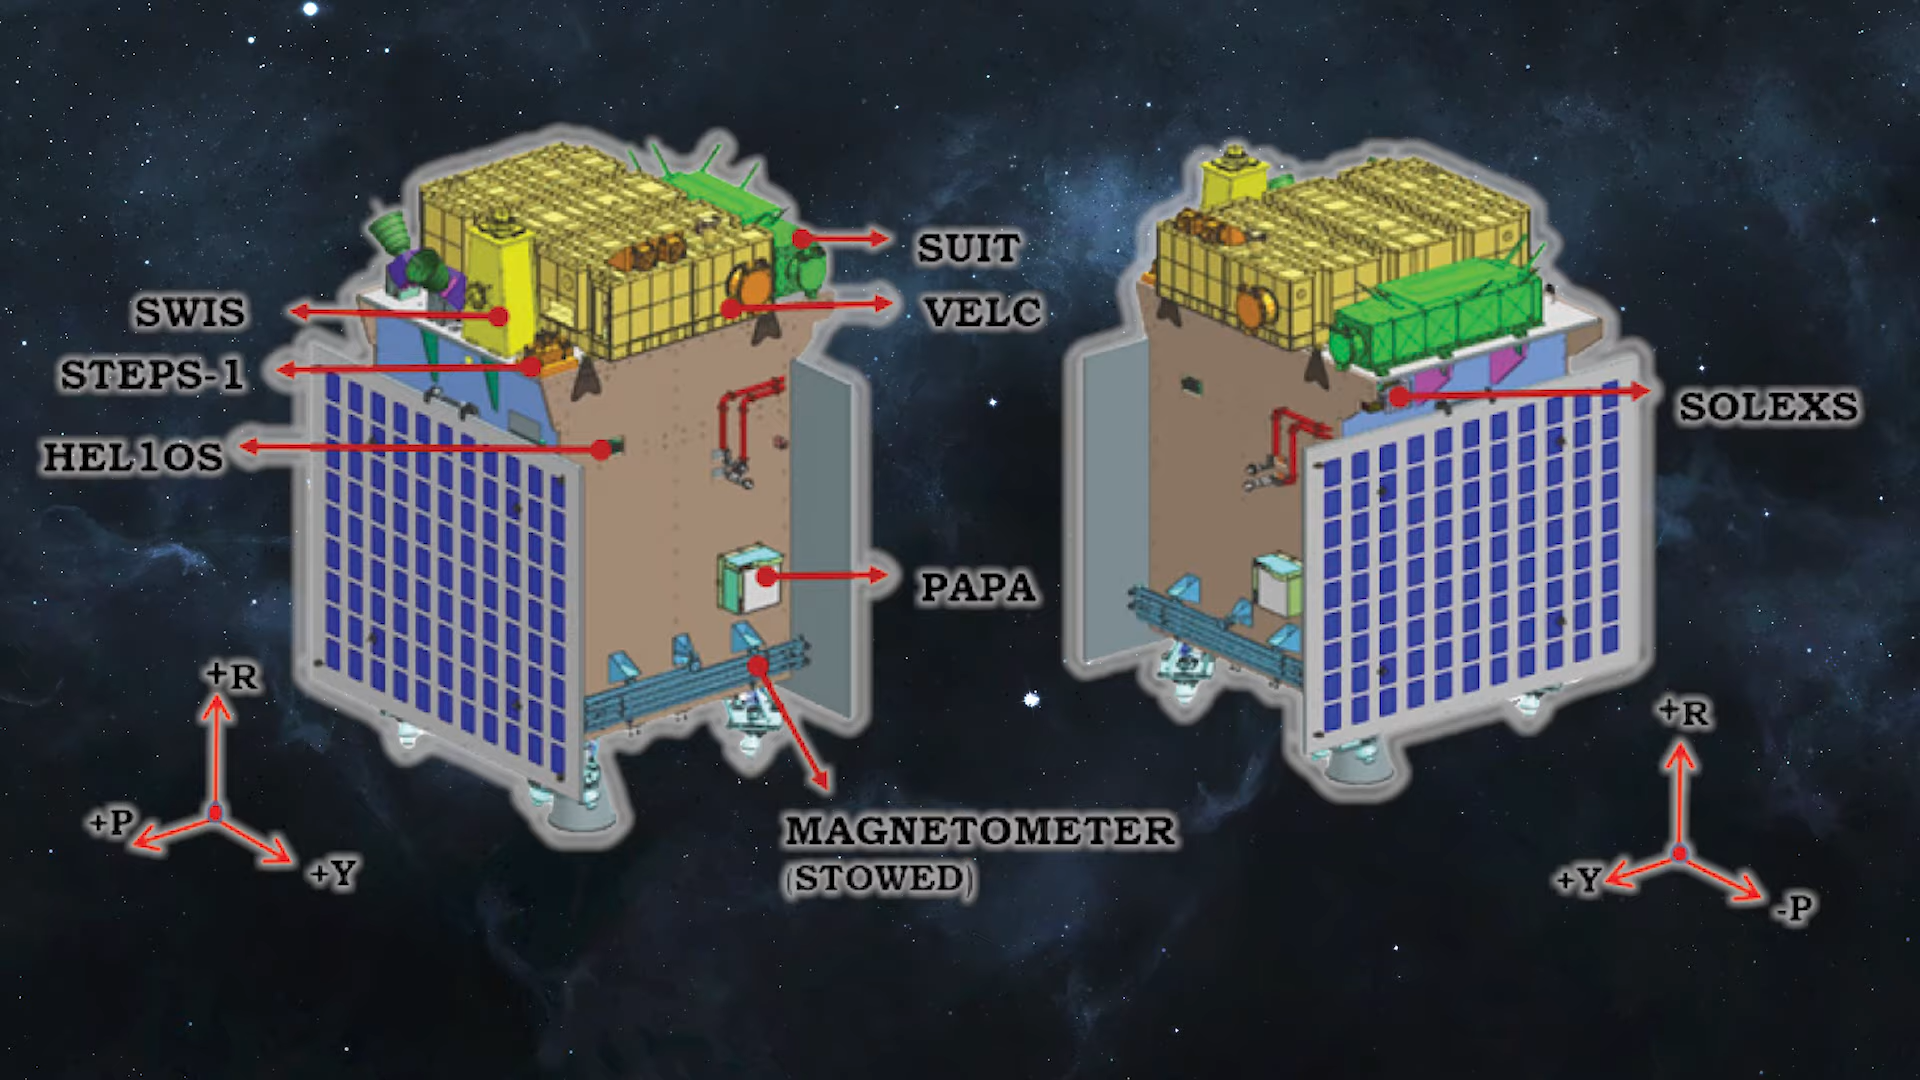 SUIT
SWIS
VELC
STEPS-1
SOLEXS
HEL1OS
PAPA
+R
+R
+P
+Y
MAGNETOMETER
(STOWED)
+Y
-P